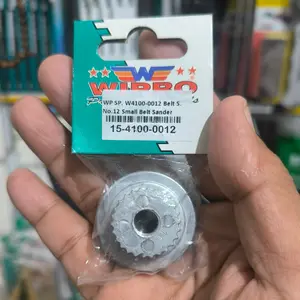 W
WIPRO
WP SP. W4100-0012 Belt S.
No.12 Small Belt Sander
15-4100-0012